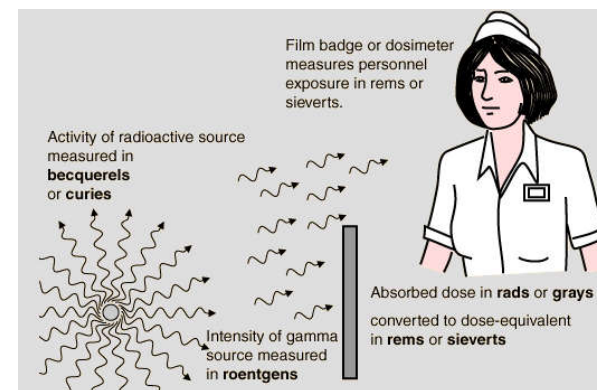 Film badge or dosimeter
measures personnel
exposure in rems or
sieverts.
Activity of radioactive source
measured in
becquerels
or curies
Absorbed dose in rads or grays
converted to dose-equivalent
in rems or sieverts
Intensity of gamma
source measured
in roentgens